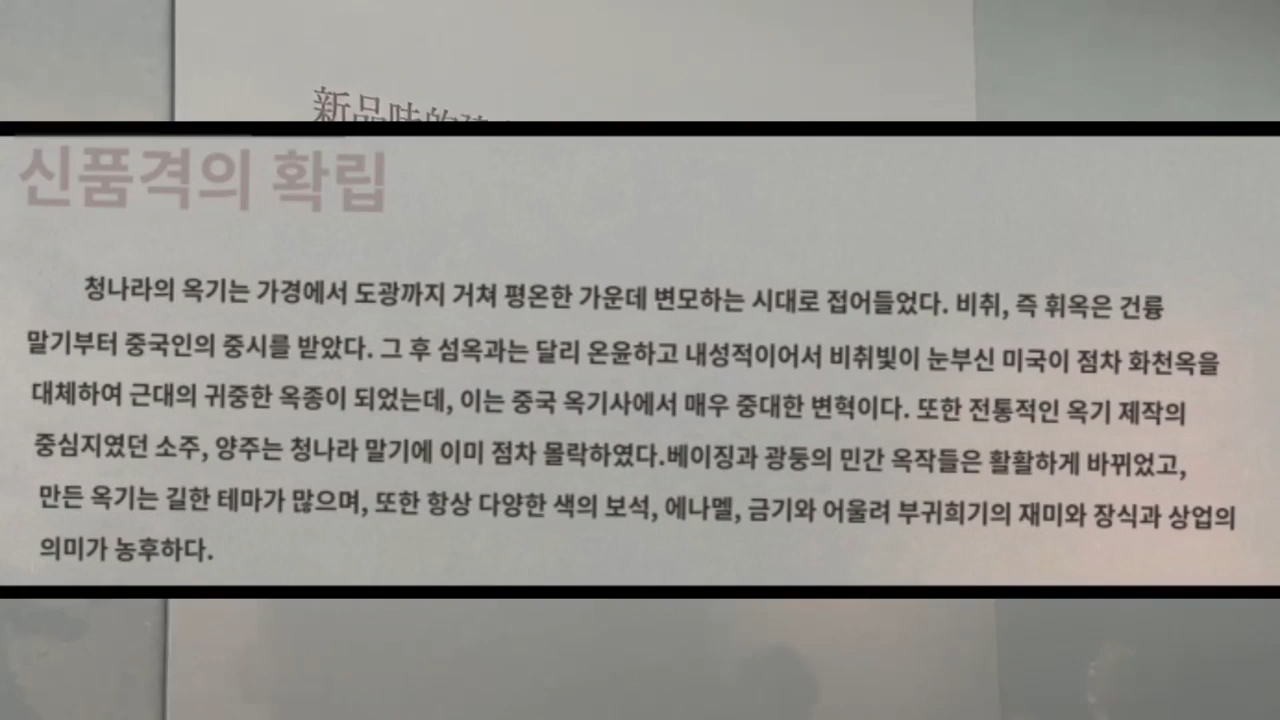 新品味的
신품격의 확립
청나라의 옥기는 가경에서 도광까지 거쳐 평온한 가운데 변모하는 시대로 접어들었다. 비취, 즉 휘옥은 건륭
말기부터 중국인의 중시를 받았다. 그 후 섬옥과는 달리 온윤하고 내성적이어서 비취빛이 눈부신 미국이 점차 화천옥을
대체하여 근대의 귀중한 옥종이 되었는데, 이는 중국 옥기사에서 매우 중대한 변혁이다. 또한 전통적인 옥기 제작의
중심지였던 소주, 양주는 청나라 말기에 이미 점차 몰락하였다.베이징과 광둥의 민간 옥작들은 활활하게 바뀌었고,
만든 옥기는 길한 테마가 많으며, 또한 항상 다양한 색의 보석, 에나멜, 금기와 어울려 부귀희기의 재미와 장식과 상업의
의미가 농후하다.